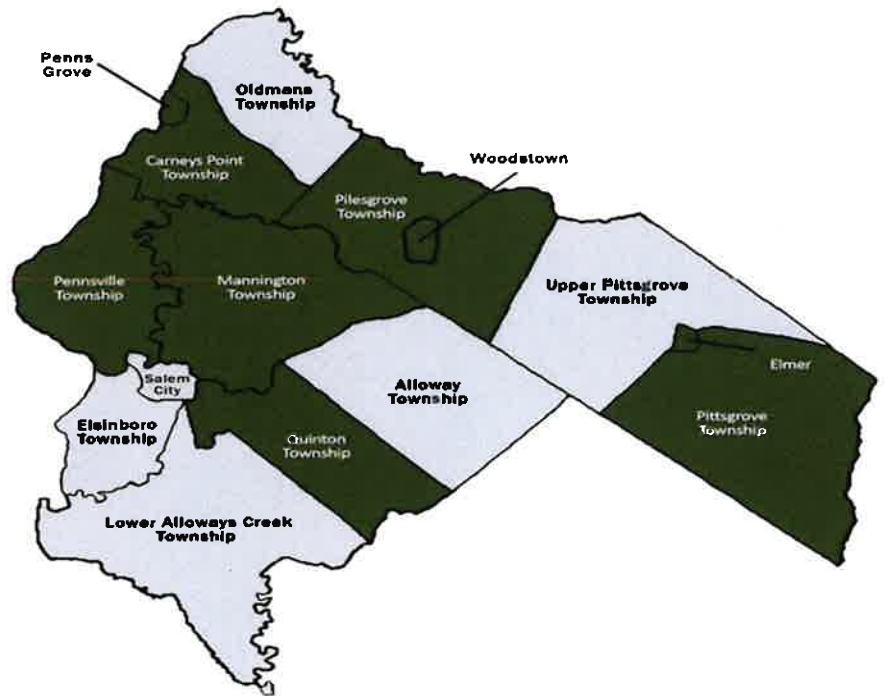 Penns
Grove
Oldmans
Township
Woodstown
Carneys Point
Township
Pilesgrove
Township
Pennsville
Township
Mannington
Township
Upper Pittsgrove
Township
Salem
City
Alloway
Township
Elmer
Elsinboro
Township
Quinton
Township
Pittsgrove
Township
Lower Alloways Creek
Township